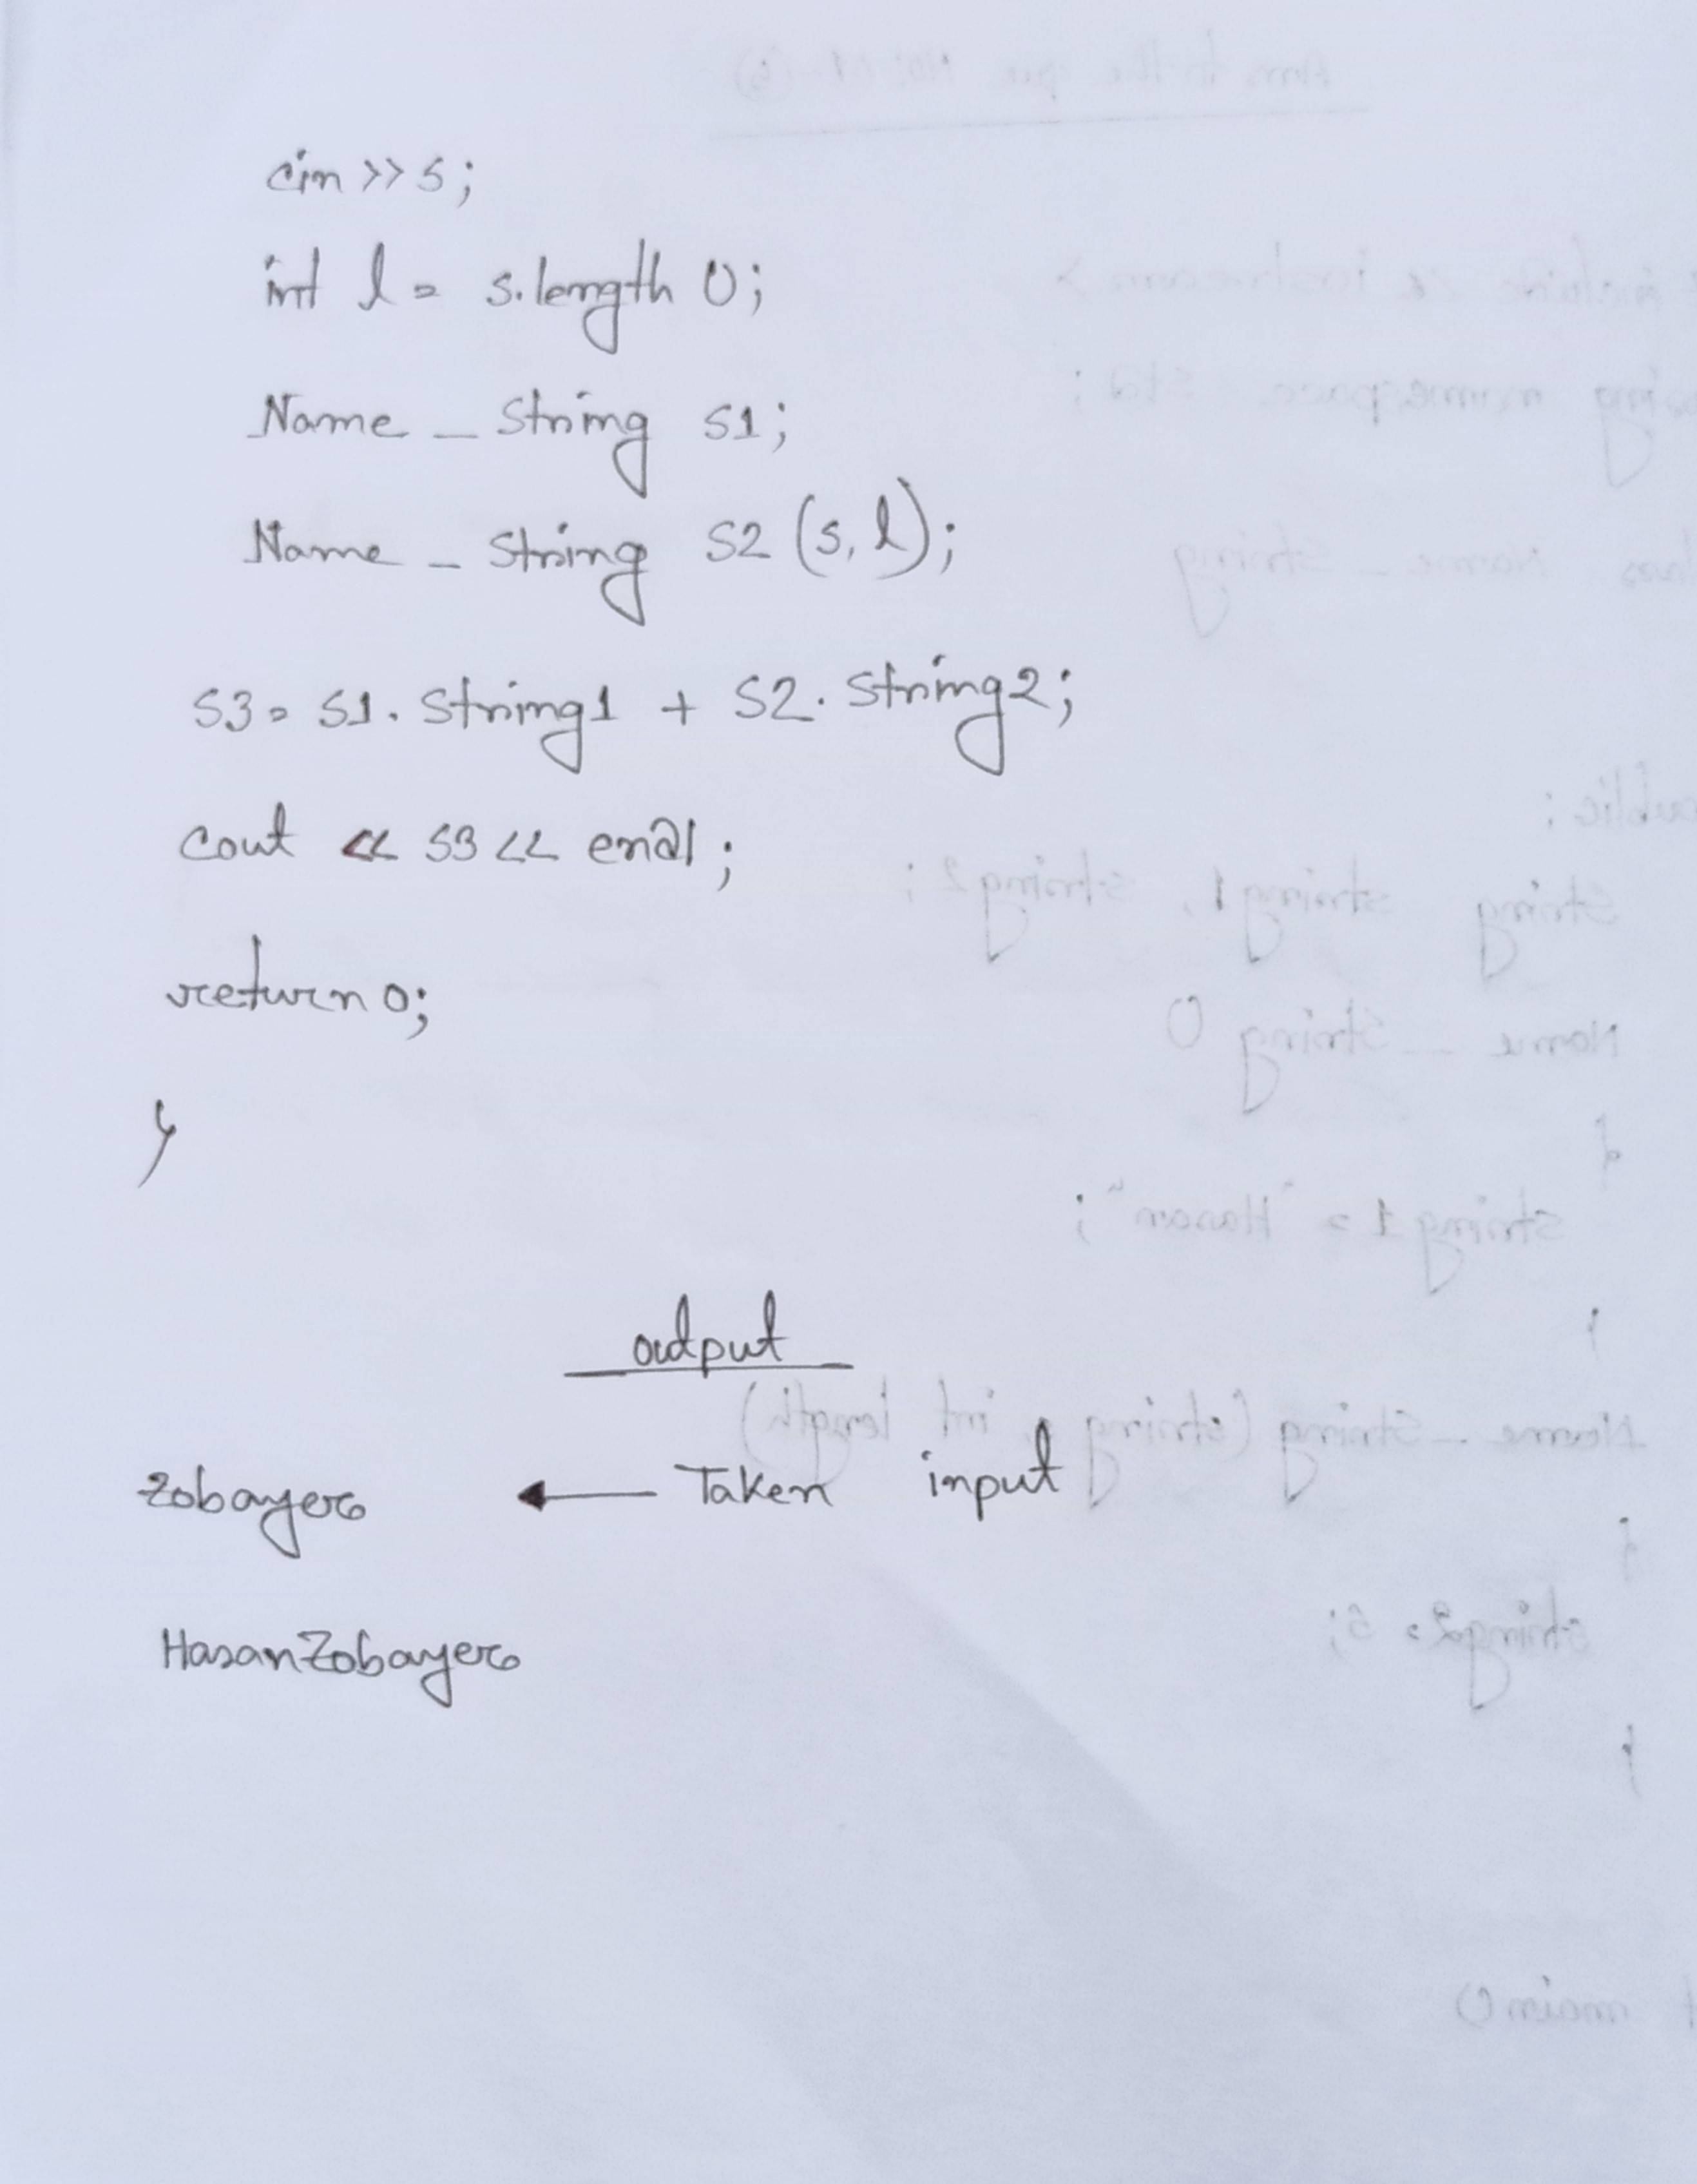 cin >> s;
int l = s.length ();
Name _ String S1;
Name _ String S2 (s, l);
S3 = S1. String1 + S2. String2;
cout << S3 << endl ;
return 0;
}
output
Zobayer ← Taken input
HasanZobayer